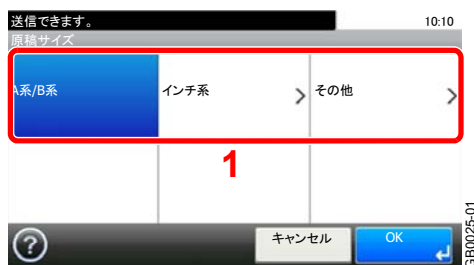 送信できます。 10:10
原稿サイズ
A系/B系 インチ系 その他
1
? キャンセル OK
GB0025-01